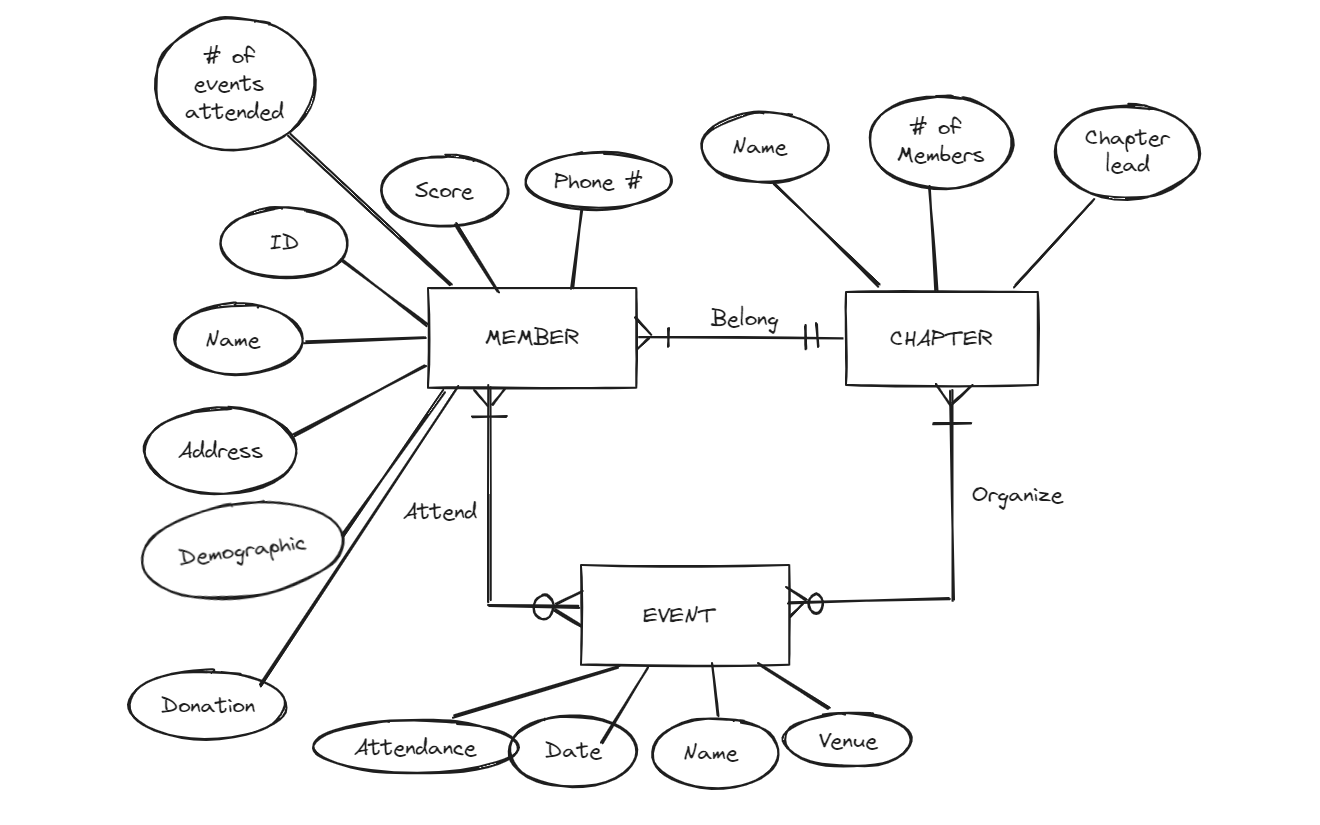 # of
events
attended
Score
Phone #
Name
# of
Members
Chapter
lead
ID
Name
MEMBER
Belong
CHAPTER
Address
Attend
Organize
Demographic
EVENT
Donation
Attendance
Date
Name
Venue